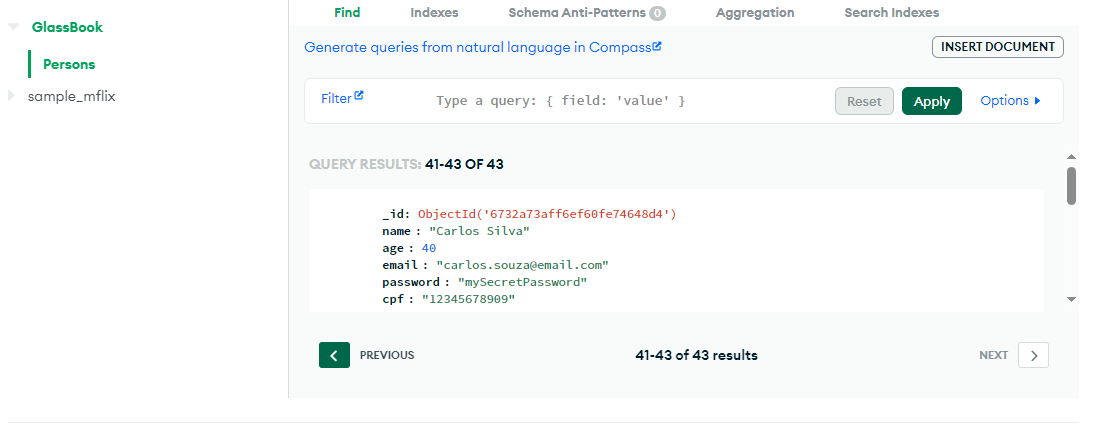 GlassBook
Persons
sample_mflix
Find Indexes Schema Anti-Patterns 0 Aggregation Search Indexes
Generate queries from natural language in Compass
INSERT DOCUMENT
Filter
Type a query: { field: 'value' }
Reset
Apply
Options
QUERY RESULTS: 41-43 OF 43
_id: ObjectId('6732a73aff6ef60fe74648d4')
name : "Carlos Silva"
age : 40
email : "carlos.souza@email.com"
password : "mySecretPassword"
cpf : "12345678909"
PREVIOUS
41-43 of 43 results
NEXT